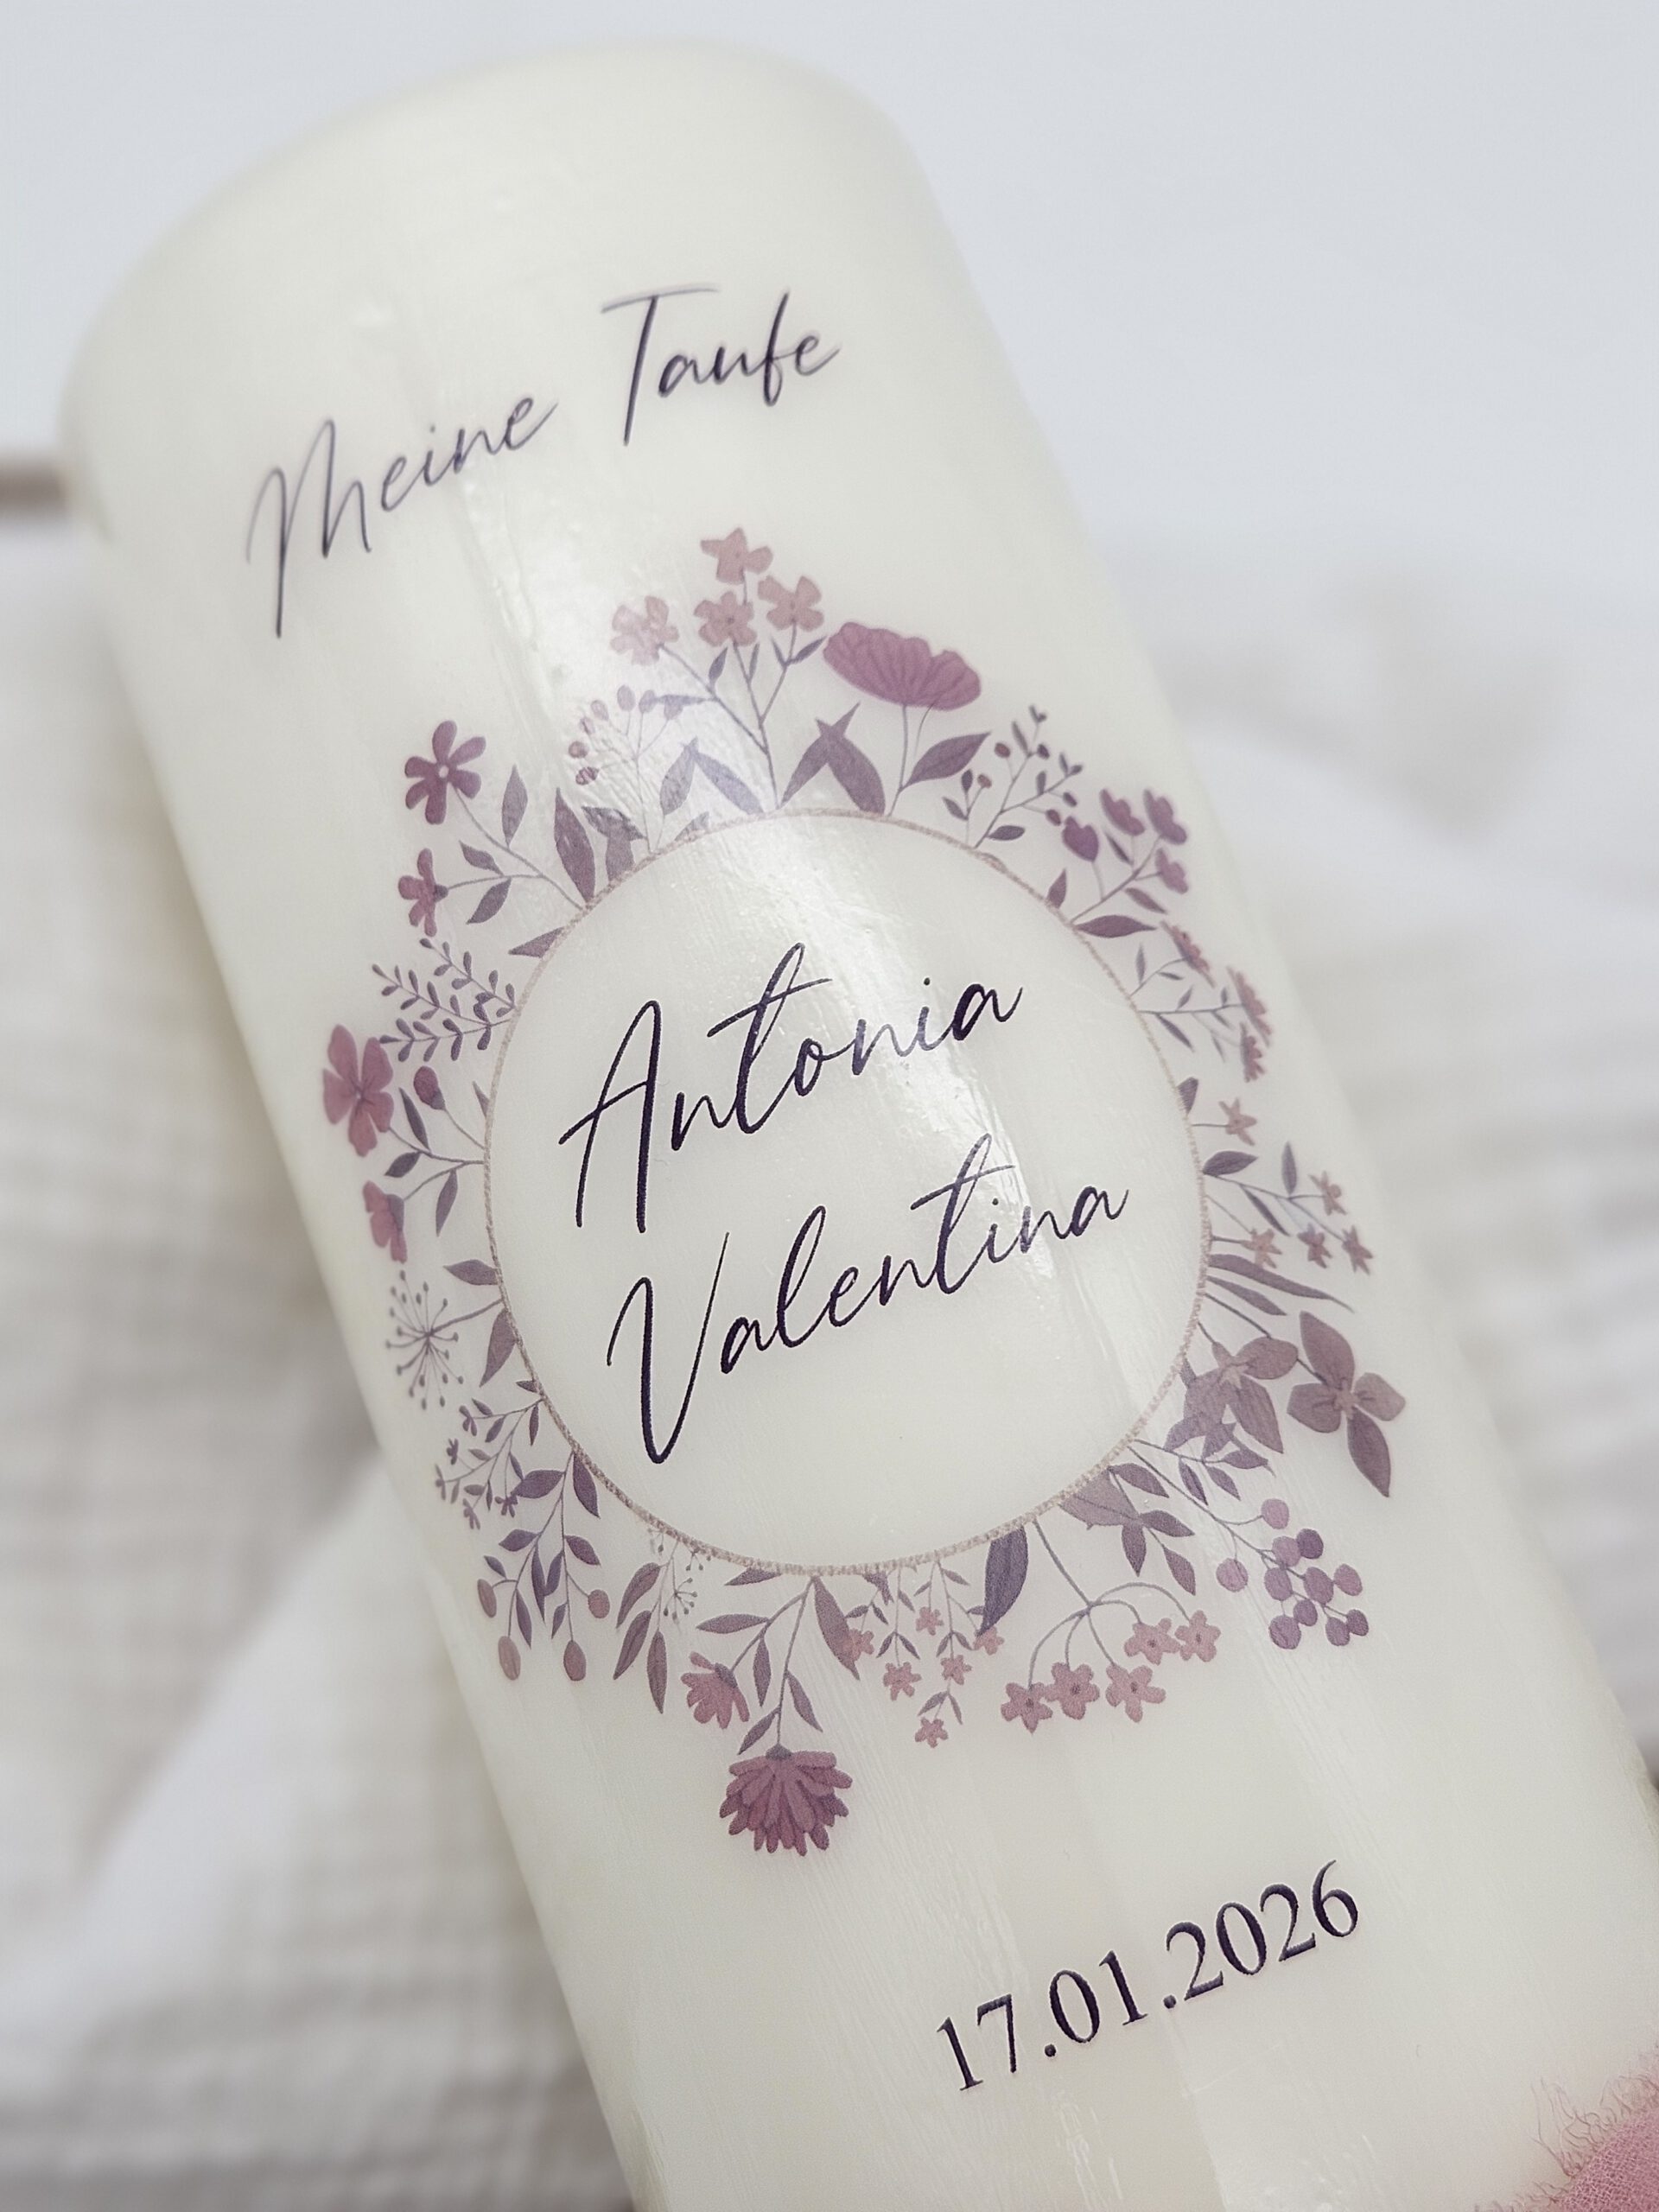 Meine Taufe
Antonia
Valentina
17.01.2026